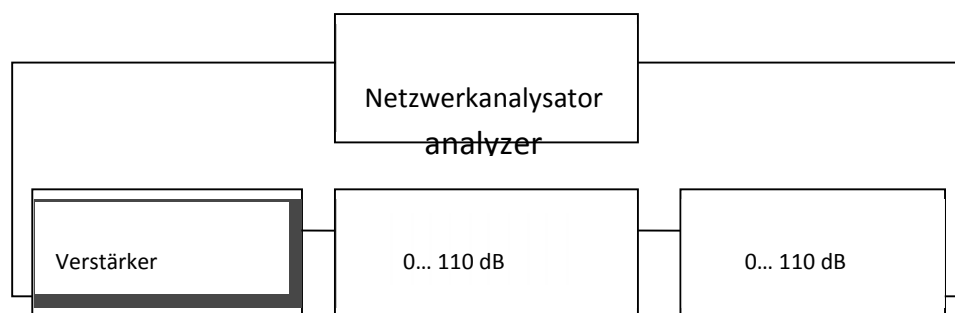 Netzwerkanalysator
analyzer
Verstärker
0... 110 dB
0... 110 dB